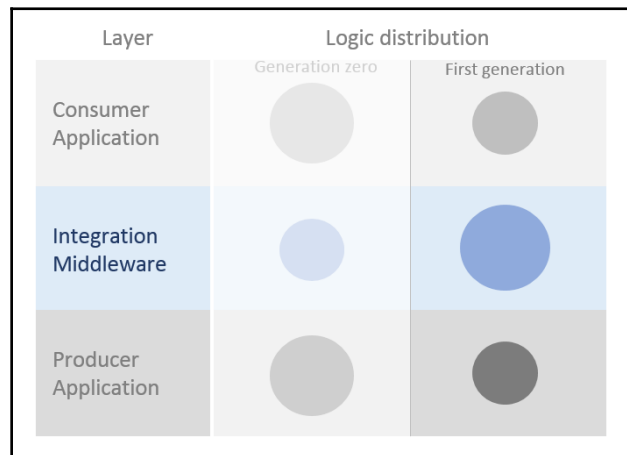 Layer
Logic distribution
Generation zero
First generation
Consumer
Application
Integration
Middleware
Producer
Application